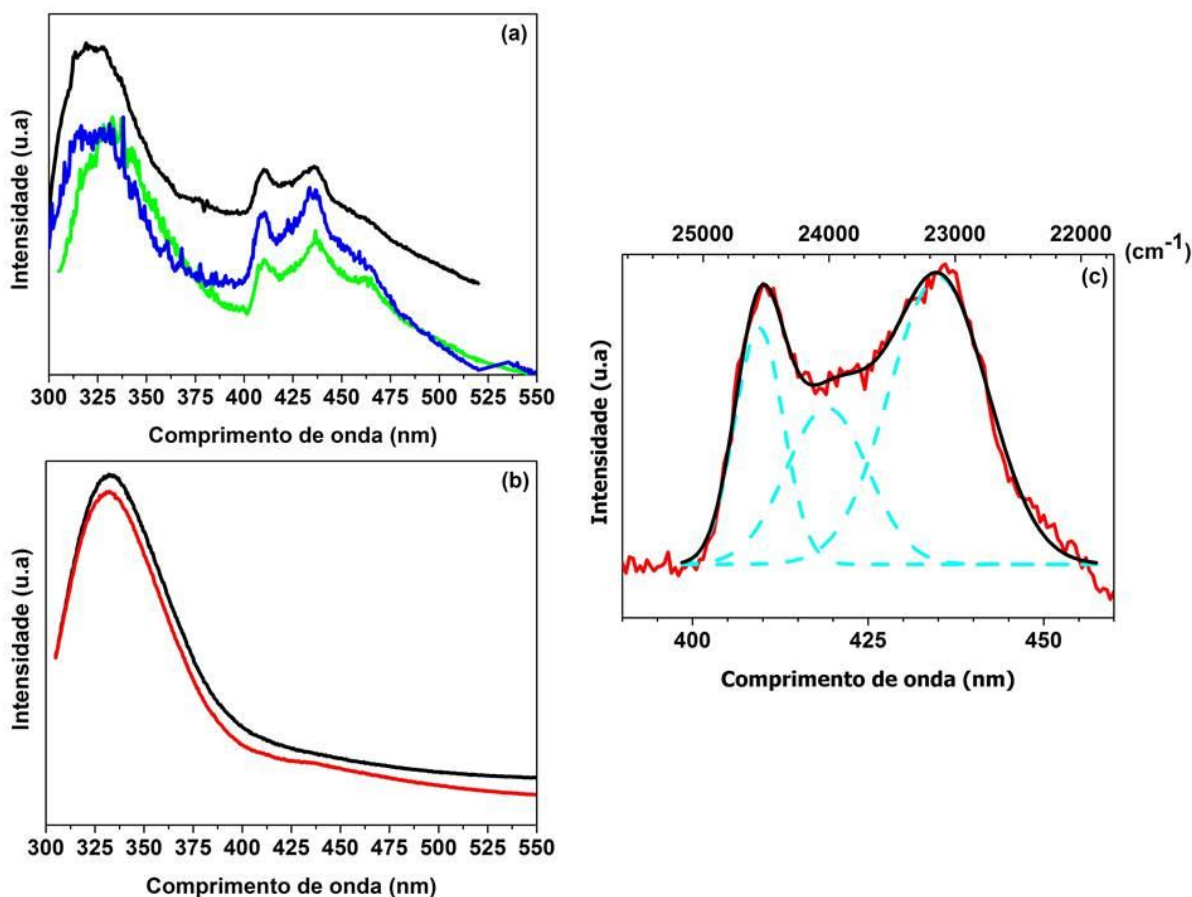 (a)
Intensidade (u.a)
300 325 350 375 400 425 450 475 500 525 550
Comprimento de onda (nm)
(b)
Intensidade (u.a)
300 325 350 375 400 425 450 475 500 525 550
Comprimento de onda (nm)
25000 24000 23000 22000 (cm-1)
(c)
Intensidade (u.a)
400 425 450
Comprimento de onda (nm)